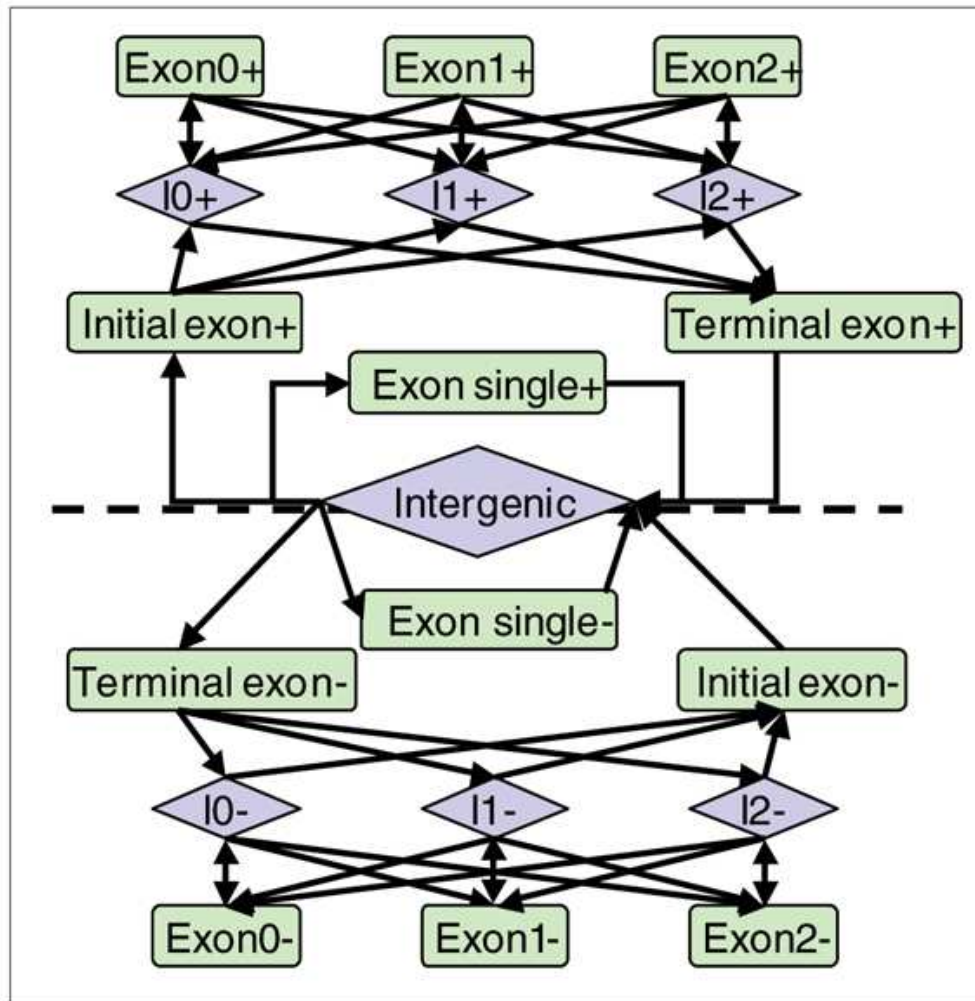 Exon0+ Exon1+ Exon2+
I0+ I1+ I2+
Initial exon+ Terminal exon+
Exon single+
Intergenic
Exon single-
Terminal exon- Initial exon-
I0- I1- I2-
Exon0- Exon1- Exon2-